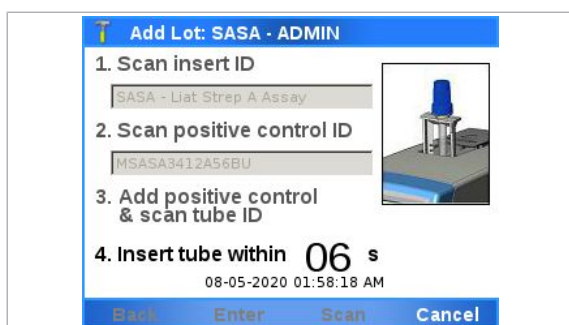 Add Lot: SASA - ADMIN
1. Scan insert ID
SASA - Liat Strep A Assay
2. Scan positive control ID
MSASA3412A56BU
3. Add positive control
& scan tube ID
4. Insert tube within 06 s
08-05-2020 01:58:18 AM
Back Enter Scan Cancel